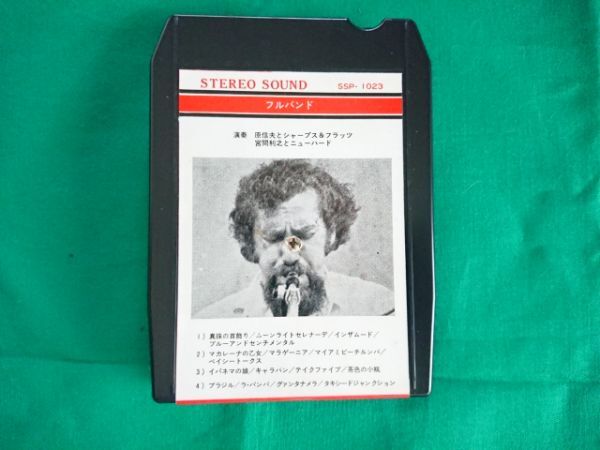 STEREO SOUND SSP-1023
フルバンド
演奏 原信夫とシャープス&フラッツ
宮間利之とニューハード
1) 真珠の首飾り/ムーンライトセレナーデ/インザムード/
ブルーアンドセンチメンタル
2) マカレーナの乙女/マラゲーニア/マイアミビーチルンバ/
ベイシートークス
3) イパネマの娘/キャラバン/テイクファイブ/茶色の小瓶
4) ブラジル/ラ・バンバ/グァンタナメラ/タキシードジャンクション